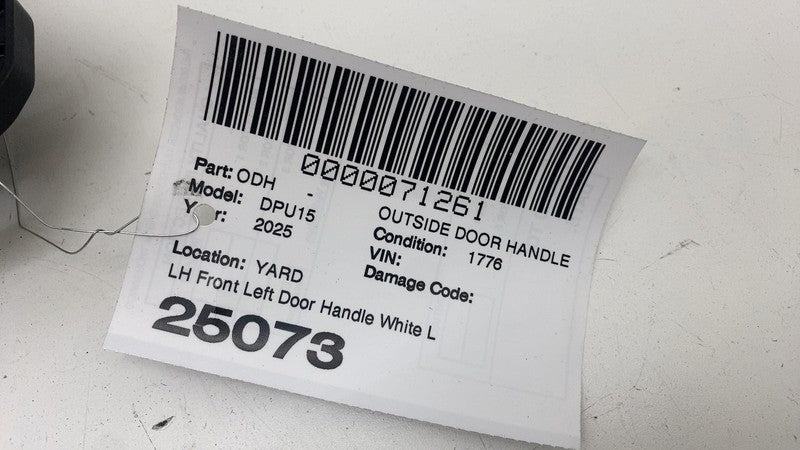 0000071261
Part: ODH - OUTSIDE DOOR HANDLE
Model: DPU15 Condition: 1776
Year: 2025 VIN:
Damage Code:
Location: YARD
LH Front Left Door Handle White L
25073